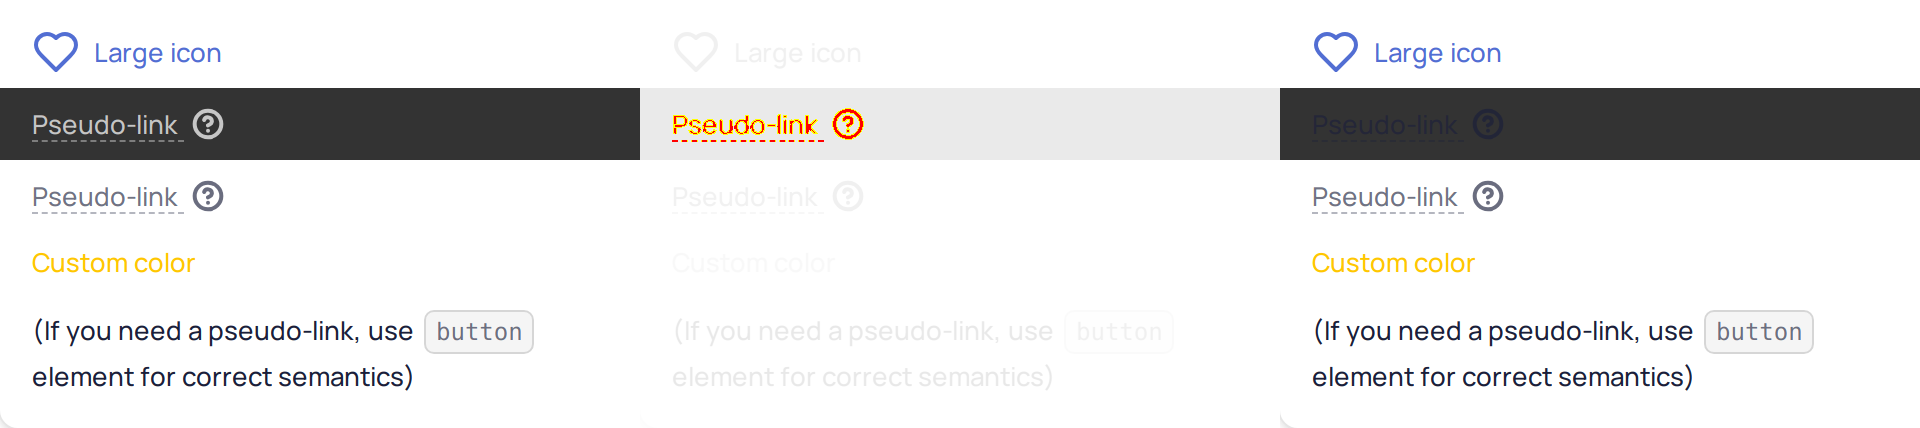 Large icon
Pseudo-link
Pseudo-link
Custom color
(If you need a pseudo-link, use button
element for correct semantics)
Large icon
Pseudo-link
Pseudo-link
Custom color
(If you need a pseudo-link, use button
element for correct semantics)
Large icon
Pseudo-link
Pseudo-link
Custom color
(If you need a pseudo-link, use button
element for correct semantics)